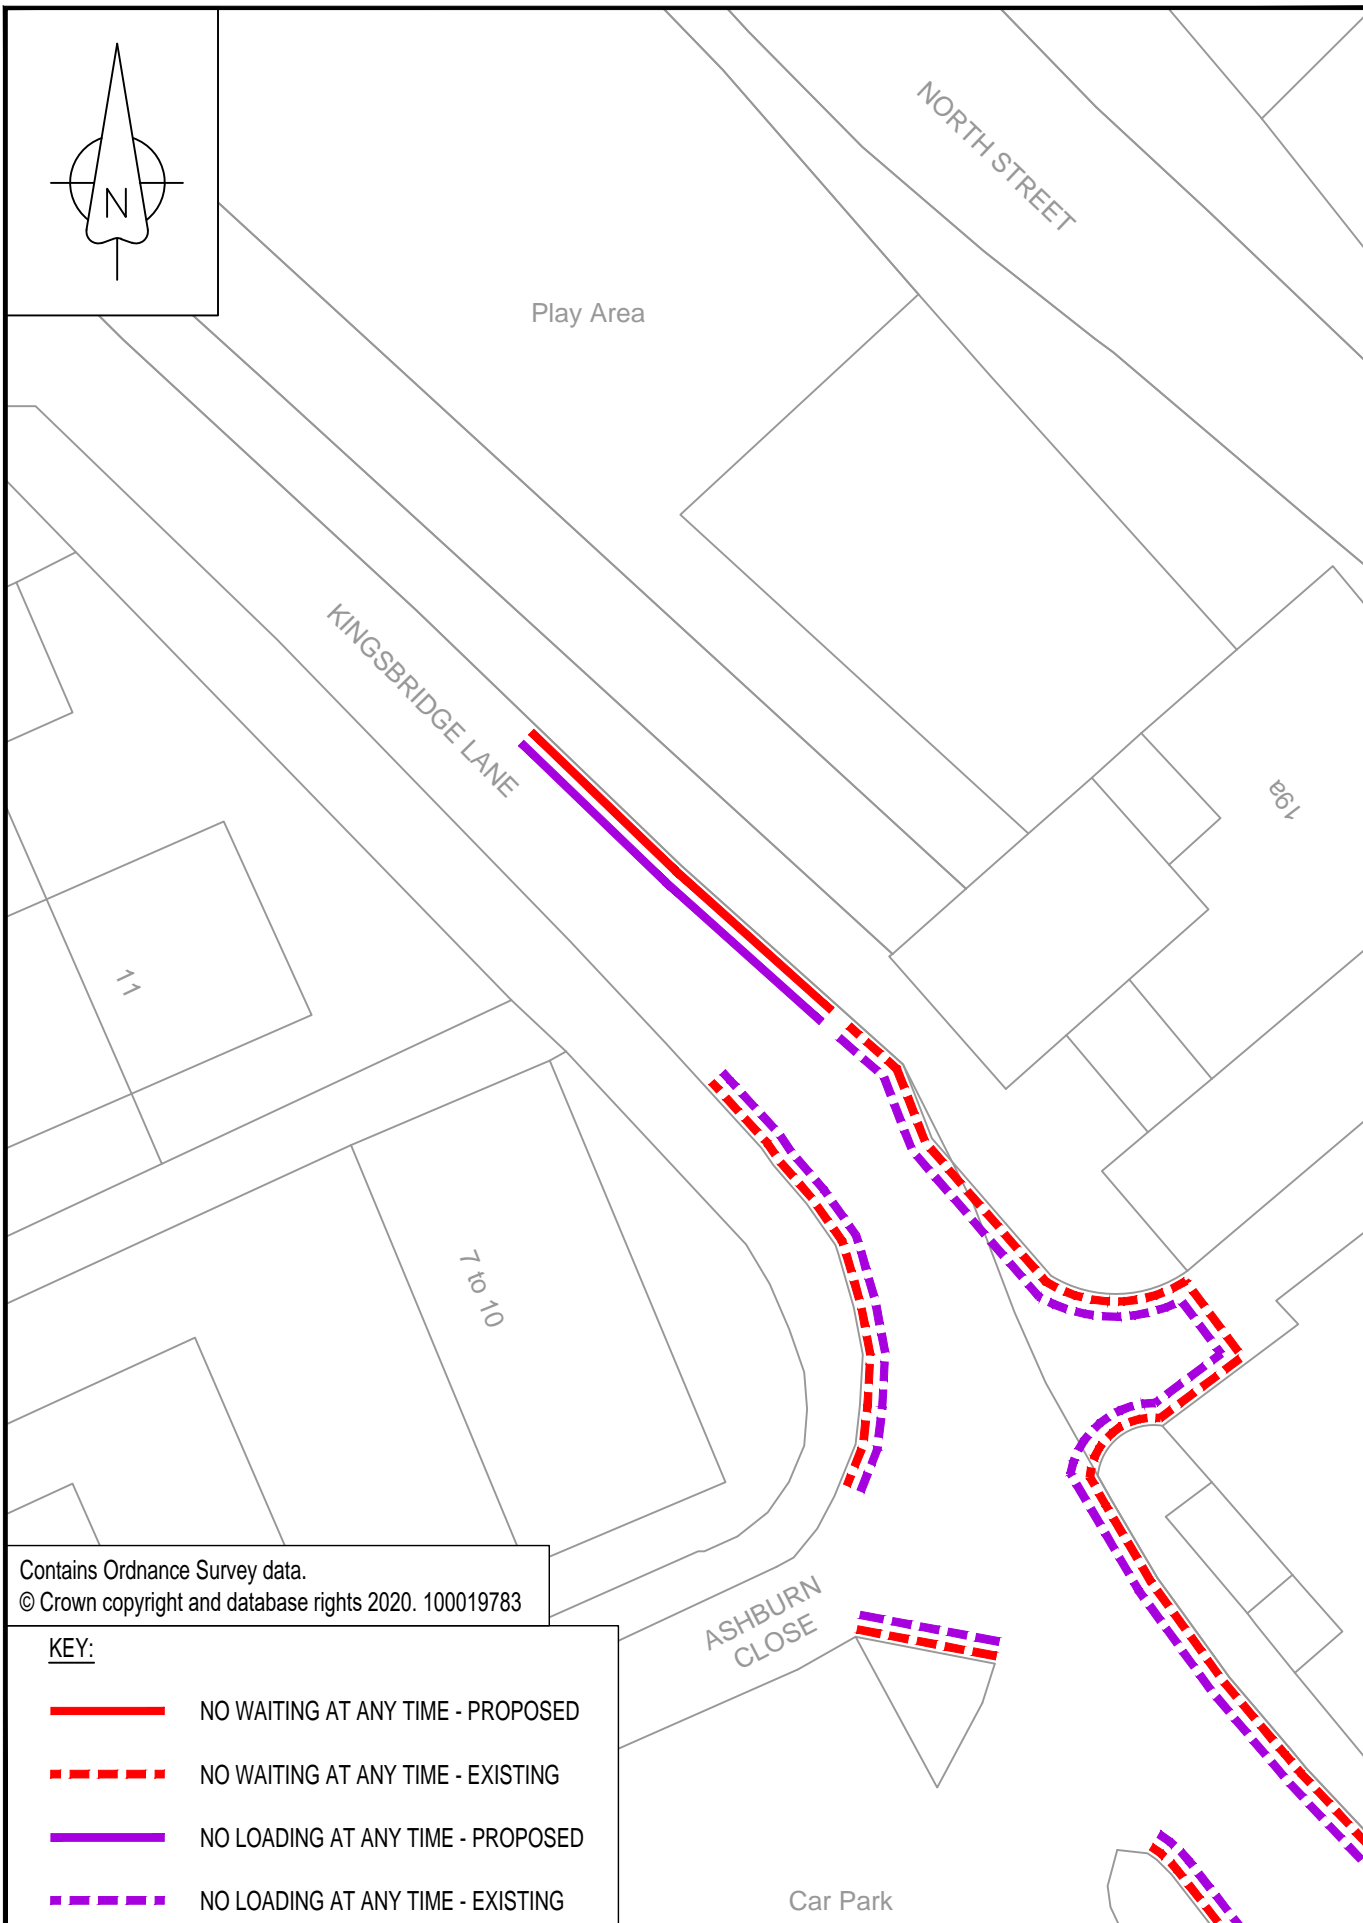 N
NORTH STREET
Play Area
KINGSBRIDGE LANE
19a
11
7 to 10
Contains Ordnance Survey data.
© Crown copyright and database rights 2020. 100019783
ASHBURN
CLOSE
KEY:
NO WAITING AT ANY TIME - PROPOSED
NO WAITING AT ANY TIME - EXISTING
NO LOADING AT ANY TIME - PROPOSED
NO LOADING AT ANY TIME - EXISTING
Car Park